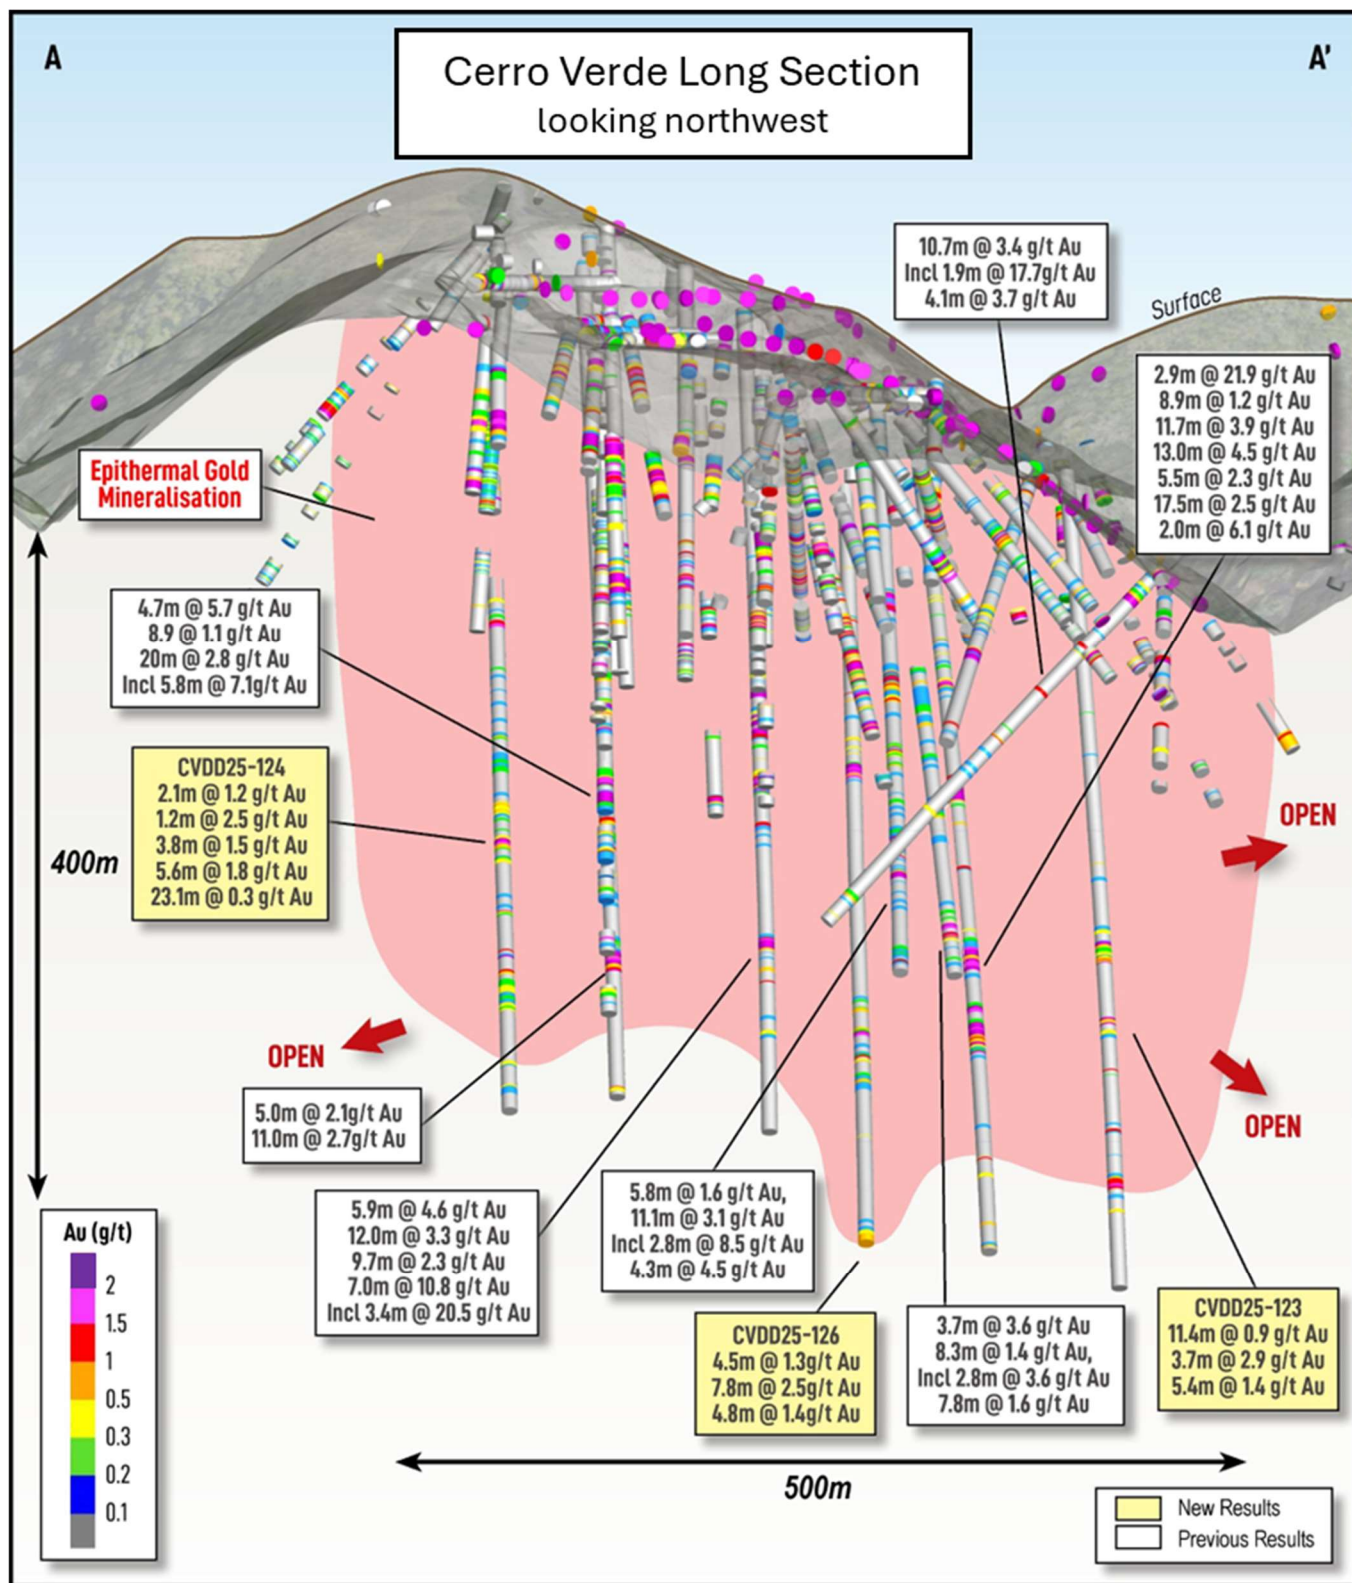 A
A'
Cerro Verde Long Section
looking northwest
10.7m @ 3.4 g/t Au
Incl 1.9m @ 17.7g/t Au
4.1m @ 3.7 g/t Au
Surface
2.9m @ 21.9 g/t Au
8.9m @ 1.2 g/t Au
11.7m @ 3.9 g/t Au
13.0m @ 4.5 g/t Au
5.5m @ 2.3 g/t Au
17.5m @ 2.5 g/t Au
2.0m @ 6.1 g/t Au
Epithermal Gold
Mineralisation
4.7m @ 5.7 g/t Au
8.9 @ 1.1 g/t Au
20m @ 2.8 g/t Au
Incl 5.8m @ 7.1g/t Au
CVDD25-124
2.1m @ 1.2 g/t Au
1.2m @ 2.5 g/t Au
3.8m @ 1.5 g/t Au
5.6m @ 1.8 g/t Au
23.1m @ 0.3 g/t Au
400m
OPEN
OPEN
OPEN
5.0m @ 2.1g/t Au
11.0m @ 2.7g/t Au
5.9m @ 4.6 g/t Au
12.0m @ 3.3 g/t Au
9.7m @ 2.3 g/t Au
7.0m @ 10.8 g/t Au
Incl 3.4m @ 20.5 g/t Au
5.8m @ 1.6 g/t Au,
11.1m @ 3.1 g/t Au
Incl 2.8m @ 8.5 g/t Au
4.3m @ 4.5 g/t Au
CVDD25-126
4.5m @ 1.3g/t Au
7.8m @ 2.5g/t Au
4.8m @ 1.4g/t Au
3.7m @ 3.6 g/t Au
8.3m @ 1.4 g/t Au,
Incl 2.8m @ 3.6 g/t Au
7.8m @ 1.6 g/t Au
CVDD25-123
11.4m @ 0.9 g/t Au
3.7m @ 2.9 g/t Au
5.4m @ 1.4 g/t Au
Au (g/t)
2
1.5
1
0.5
0.3
0.2
0.1
500m
New Results
Previous Results